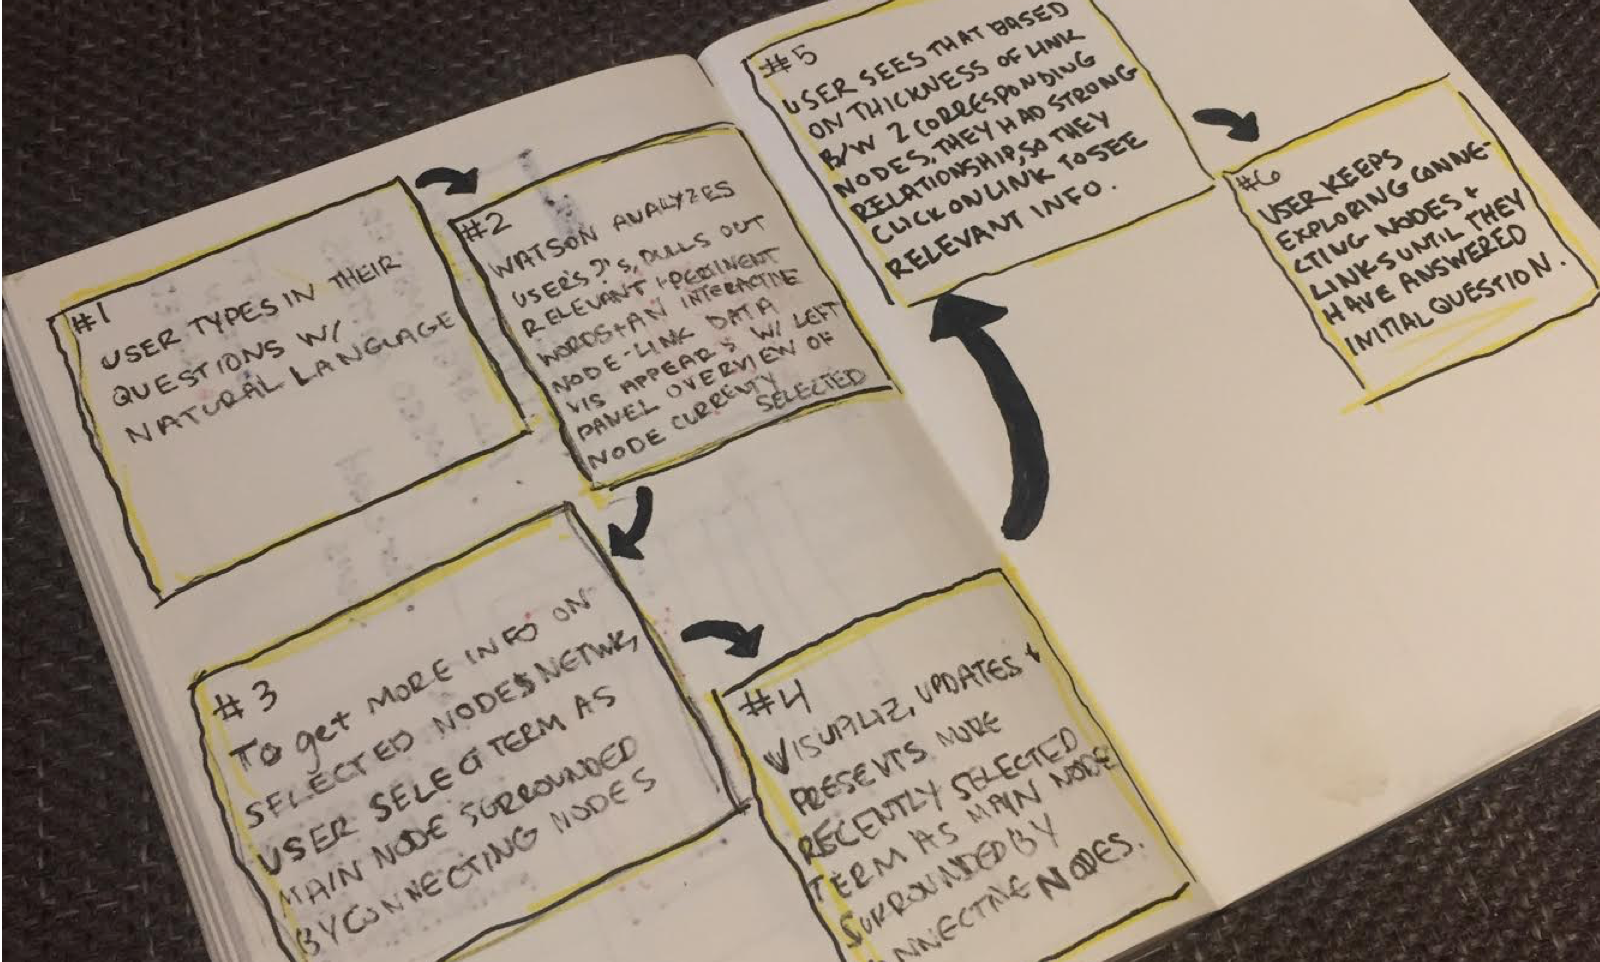 #1
USER TYPES IN THEIR
QUESTIONS W/
NATURAL LANGUAGE
#2
WATSON ANALYZES
USER'S ?'s, PULLS OUT
RELEVANT + PERTINENT
WORDS + AN INTERACTIVE
NODE-LINK DATA
VIS APPEARS W/ LEFT
PANEL OVERVIEW OF
NODE CURRENTLY
SELECTED
#3
TO get MORE INFO ON
SELECTED NODES NETWK,
USER SELECT TERM AS
MAIN NODE SURROUNDED
BY CONNECTING NODES
#4
VISUALIZ, UPDATES +
PRESENTS MORE
RECENTLY SELECTED
TERM AS MAIN NODE
SURROUNDED BY
CONNECTING NODES.
#5
USER SEES THAT BASED
ON THICKNESS OF LINK
B/W 2 CORRESPONDING
NODES, THEY HAD STRONG
RELATIONSHIP, SO THEY
CLICK ON LINK TO SEE
RELEVANT INFO.
#6
USER KEEPS
EXPLORING CONNE-
CTING NODES +
LINKS UNTIL THEY
HAVE ANSWERED
INITIAL QUESTION.